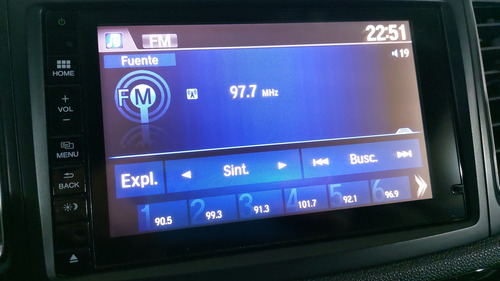 FM 22:51
Fuente 19
FM 97.7 MHz
HOME
+
VOL
−
MENU
BACK
Expl. Sint. Busc.
1 90.5 2 99.3 3 91.3 4 101.7 5 92.1 6 96.9